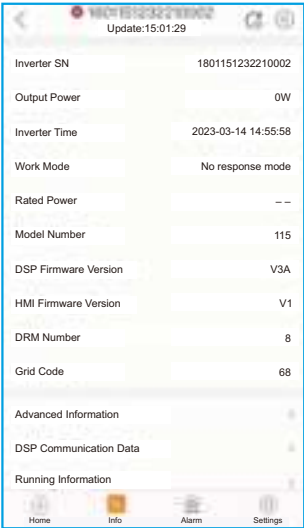 1801151232210002
Update:15:01:29
Inverter SN 1801151232210002
Output Power 0W
Inverter Time 2023-03-14 14:55:58
Work Mode No response mode
Rated Power – –
Model Number 115
DSP Firmware Version V3A
HMI Firmware Version V1
DRM Number 8
Grid Code 68
Advanced Information
DSP Communication Data
Running Information
Home Info Alarm Settings